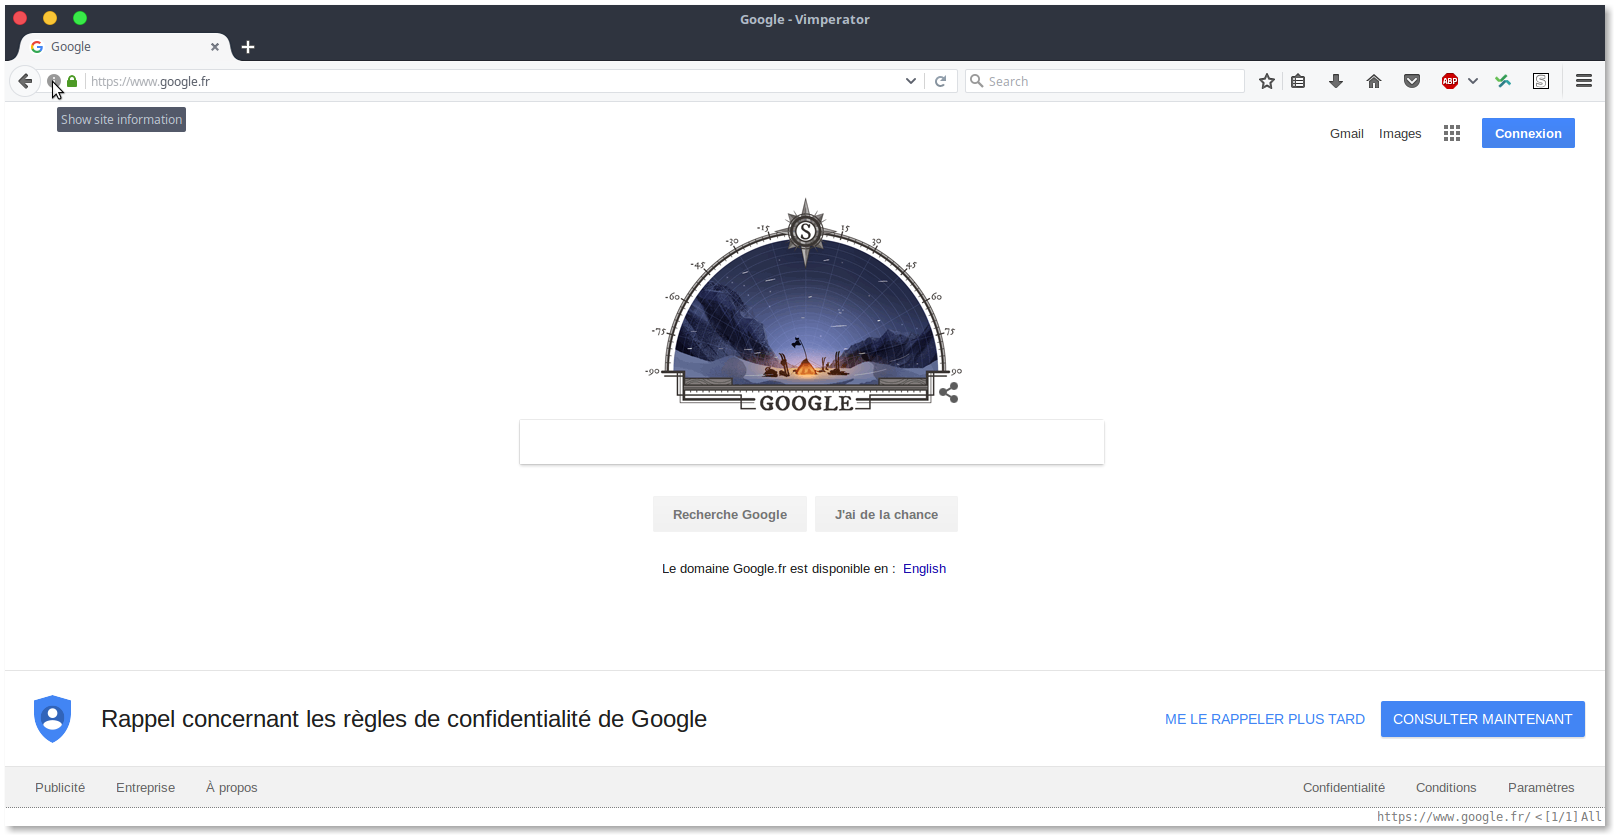 Google - Vimperator
Google
https://www.google.fr
Search
ABP
S
Show site information
Gmail Images Connexion
S
-15 15
-30 30
-45 45
-60 60
-75 75
-90 90
GOOGLE
Recherche Google J'ai de la chance
Le domaine Google.fr est disponible en : English
Rappel concernant les règles de confidentialité de Google
ME LE RAPPELER PLUS TARD CONSULTER MAINTENANT
Publicité Entreprise À propos Confidentialité Conditions Paramètres
https://www.google.fr/ <[1/1] All